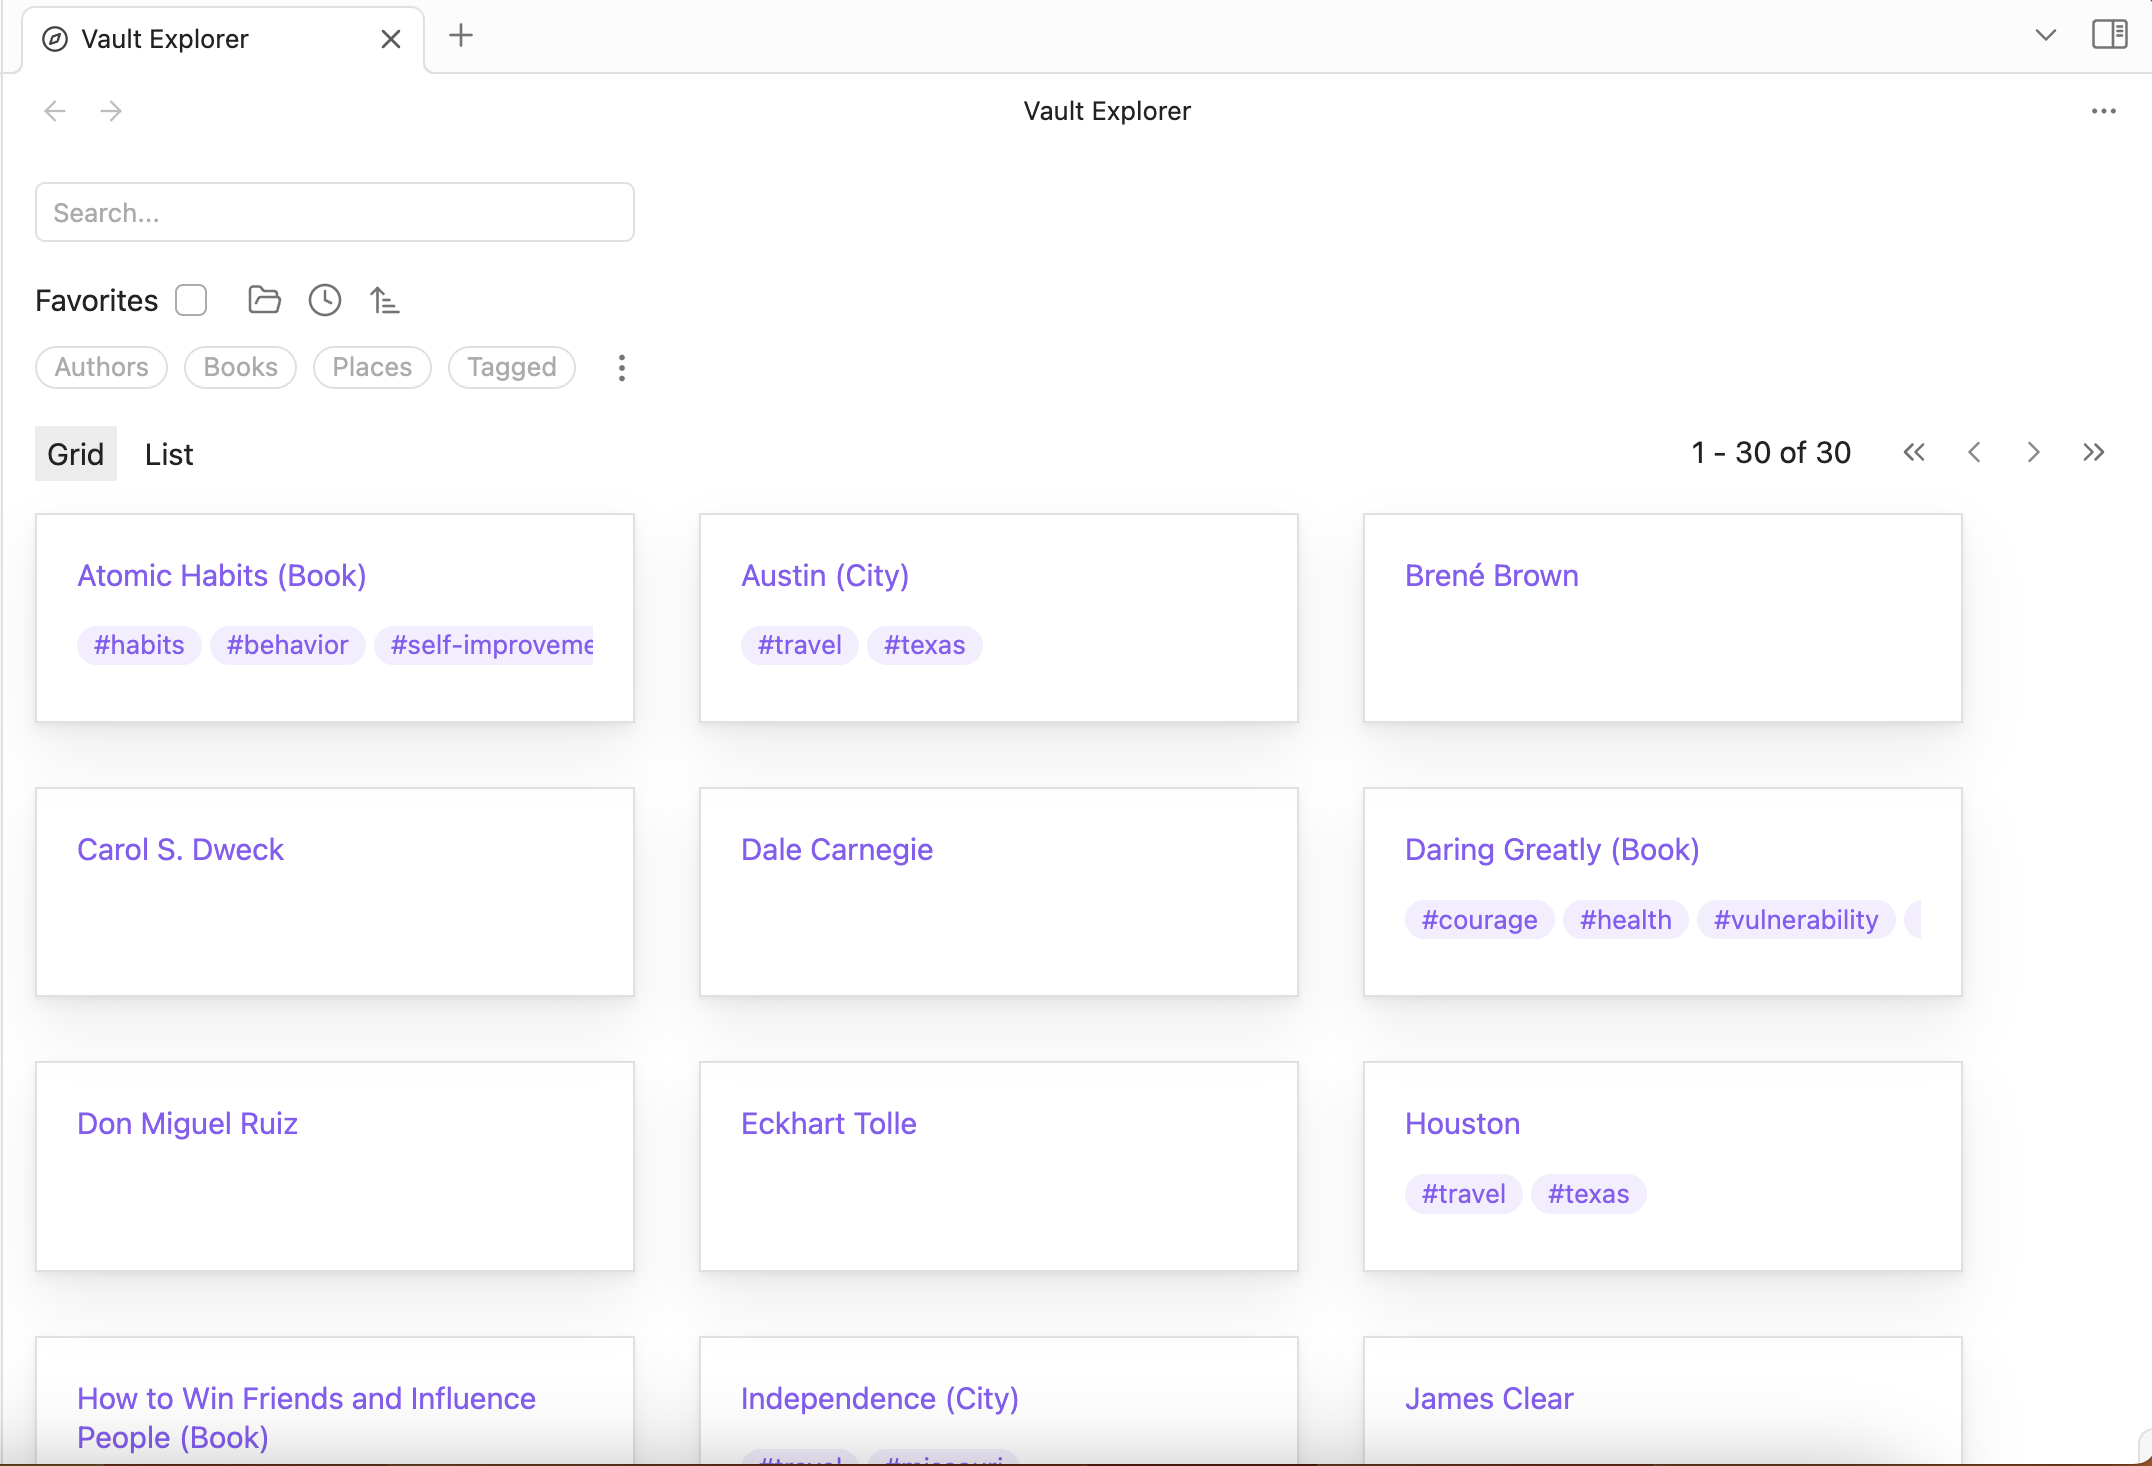 Vault Explorer
Vault Explorer
Search...
Favorites
Authors Books Places Tagged
Grid List 1 - 30 of 30
Atomic Habits (Book) Austin (City) Brené Brown
#habits #behavior #self-improveme #travel #texas
Carol S. Dweck Dale Carnegie Daring Greatly (Book)
#courage #health #vulnerability
Don Miguel Ruiz Eckhart Tolle Houston
#travel #texas
How to Win Friends and Influence Independence (City) James Clear
People (Book)
#travel #missouri